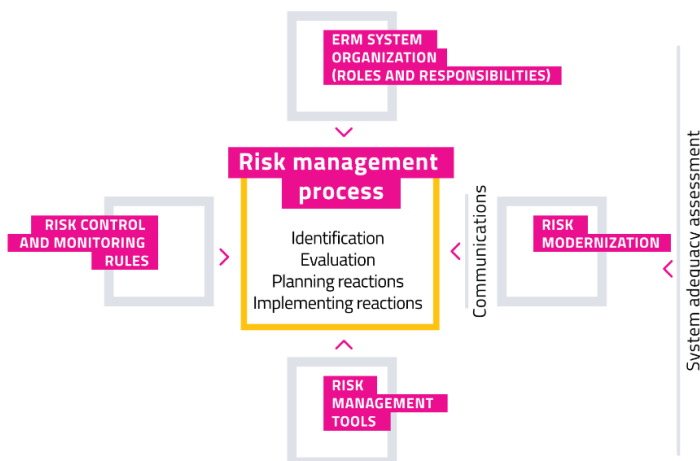 ERM SYSTEM
ORGANIZATION
(ROLES AND RESPONSIBILITIES)
Risk management
process
Identification
Evaluation
Planning reactions
Implementing reactions
RISK CONTROL
AND MONITORING
RULES
Communications
RISK
MODERNIZATION
System adequacy assessment
RISK
MANAGEMENT
TOOLS